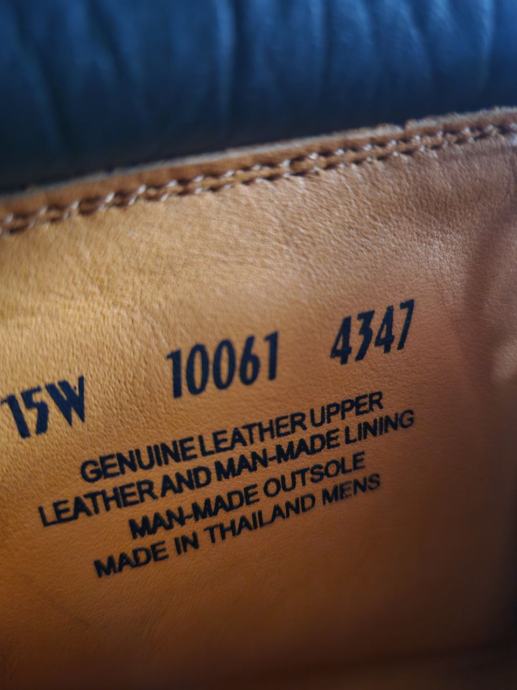 15W 10061 4347
GENUINE LEATHER UPPER
LEATHER AND MAN-MADE LINING
MAN-MADE OUTSOLE
MADE IN THAILAND MENS